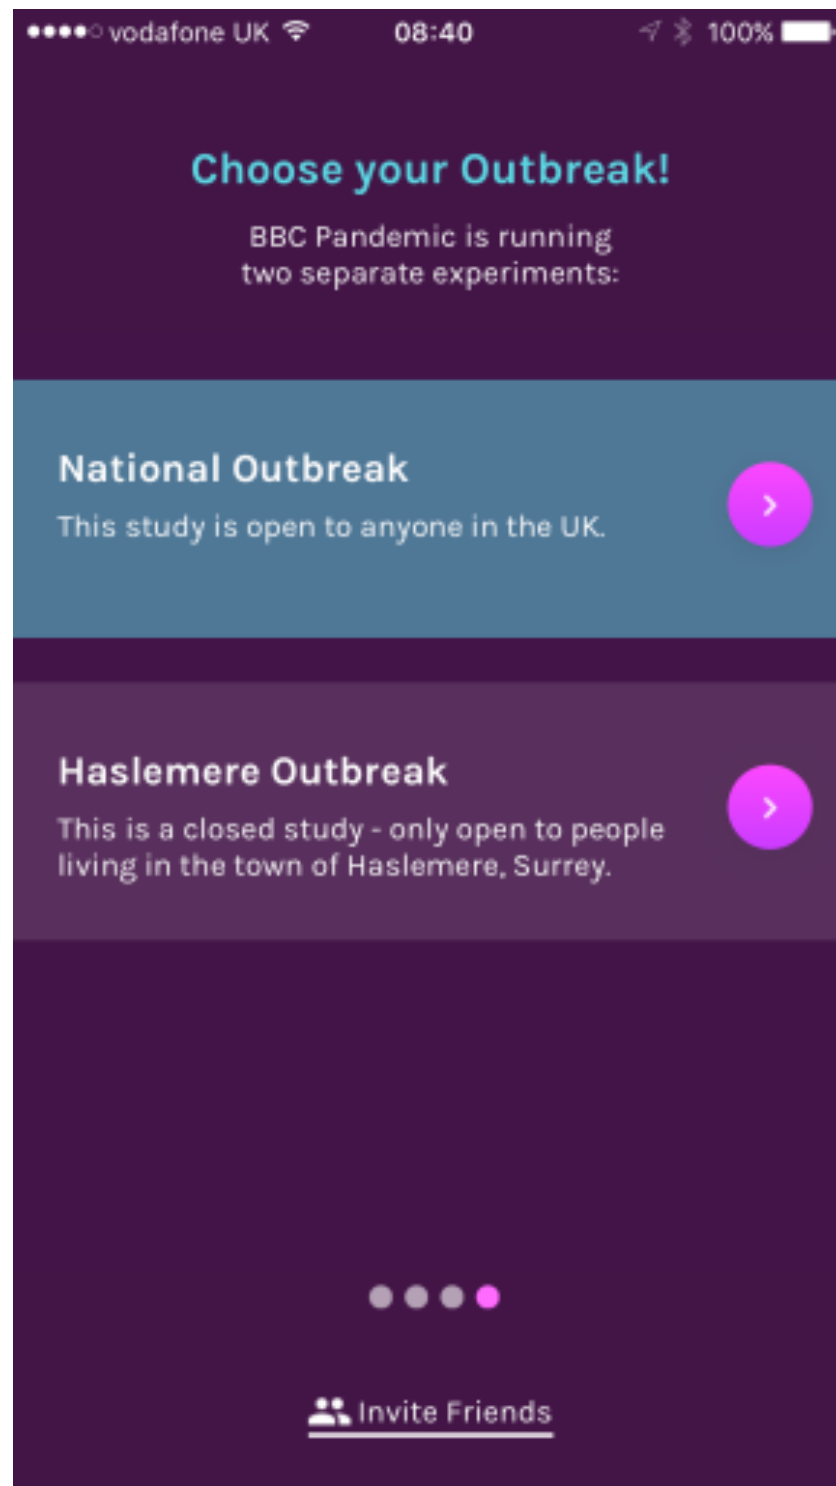 vodafone UK 08:40 100%
Choose your Outbreak!
BBC Pandemic is running
two separate experiments:
National Outbreak
This study is open to anyone in the UK.
Haslemere Outbreak
This is a closed study - only open to people
living in the town of Haslemere, Surrey.
Invite Friends